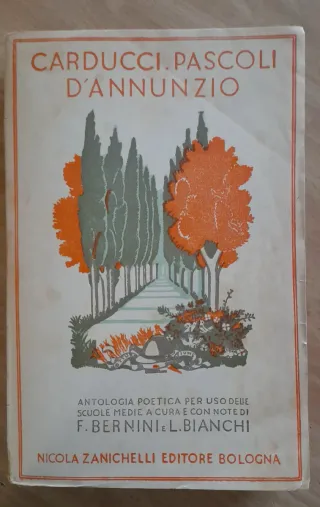 CARDUCCI . PASCOLI
D'ANNUNZIO
ANTOLOGIA POETICA PER USO DELLE
SCUOLE MEDIE A CURA E CON NOTE DI
F. BERNINI E L. BIANCHI
NICOLA ZANICHELLI EDITORE BOLOGNA